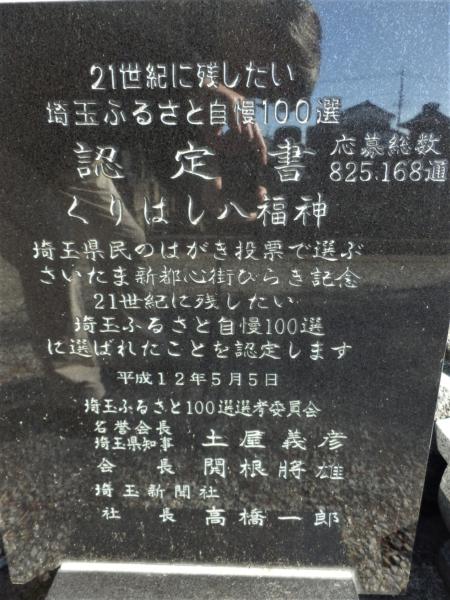 21世紀に残したい
埼玉ふるさと自慢100選
認定書
応募総数
825.168通
くりはし八福神
埼玉県民のはがき投票で選ぶ
さいたま新都心街びらき記念
21世紀に残したい
埼玉ふるさと自慢100選
に選ばれたことを認定します
平成12年5月5日
埼玉ふるさと100選選考委員会
名誉会長
埼玉県知事 土屋義彦
会長 関根将雄
埼玉新聞社
社長 高橋一郎